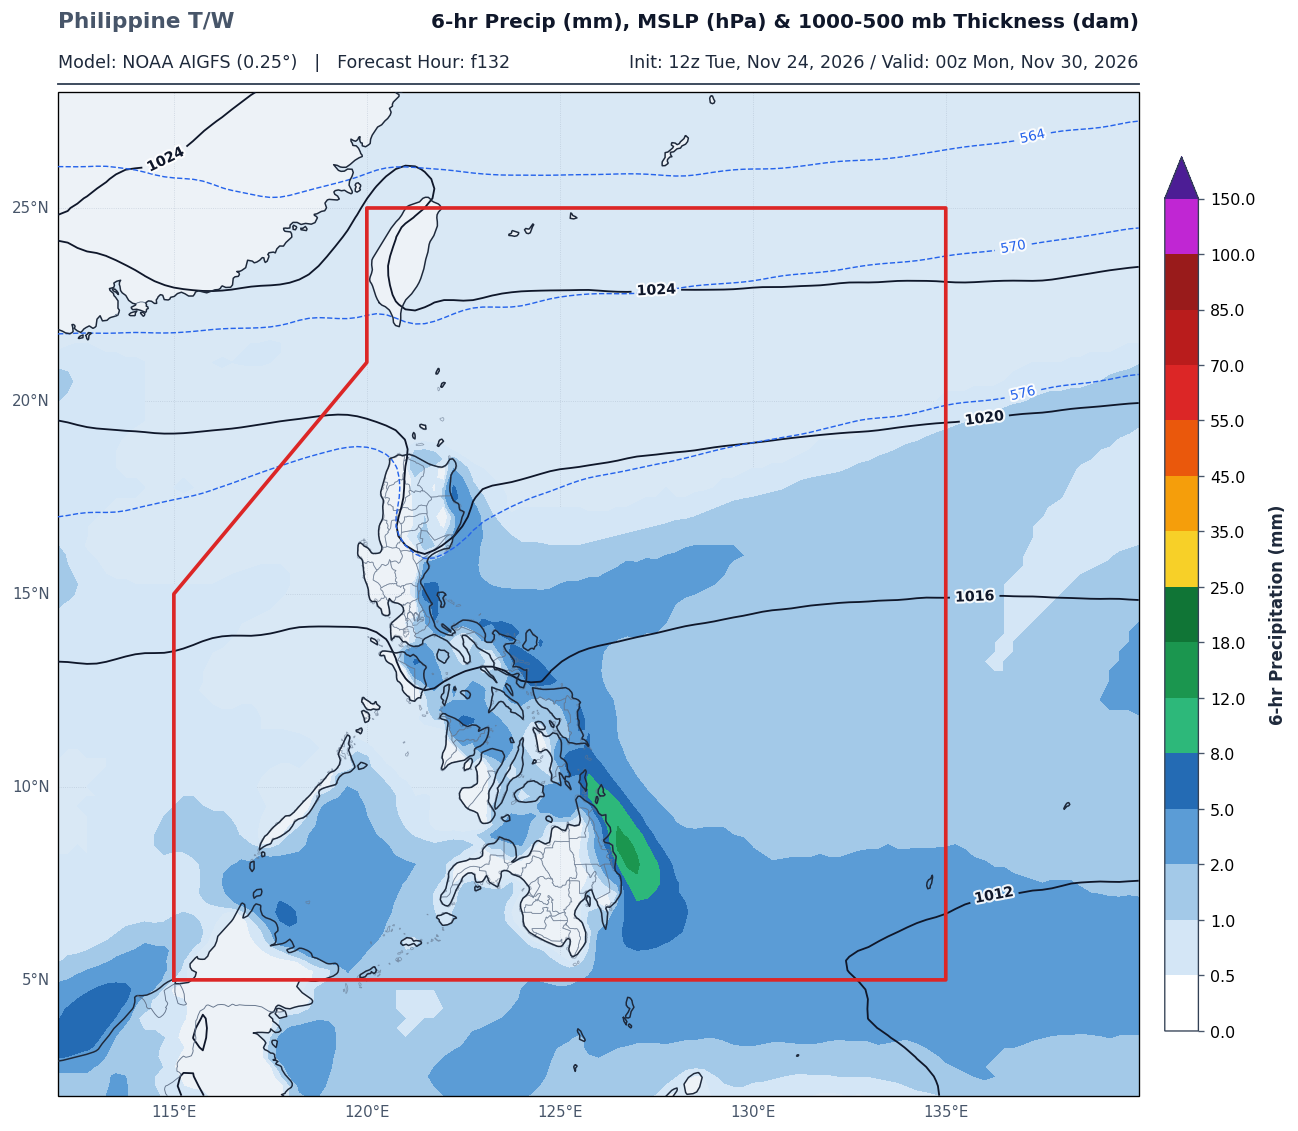 Philippine T/W
6-hr Precip (mm), MSLP (hPa) & 1000-500 mb Thickness (dam)
Model: NOAA AIGFS (0.25°) | Forecast Hour: f132
Init: 12z Tue, Nov 24, 2026 / Valid: 00z Mon, Nov 30, 2026
564
1024
150.0
25°N
570
100.0
1024
85.0
70.0
576
20°N
1020
55.0
45.0
35.0
15°N
1016
25.0
18.0
12.0
8.0
10°N
5.0
2.0
1012
1.0
5°N
0.5
0.0
6-hr Precipitation (mm)
115°E
120°E
125°E
130°E
135°E